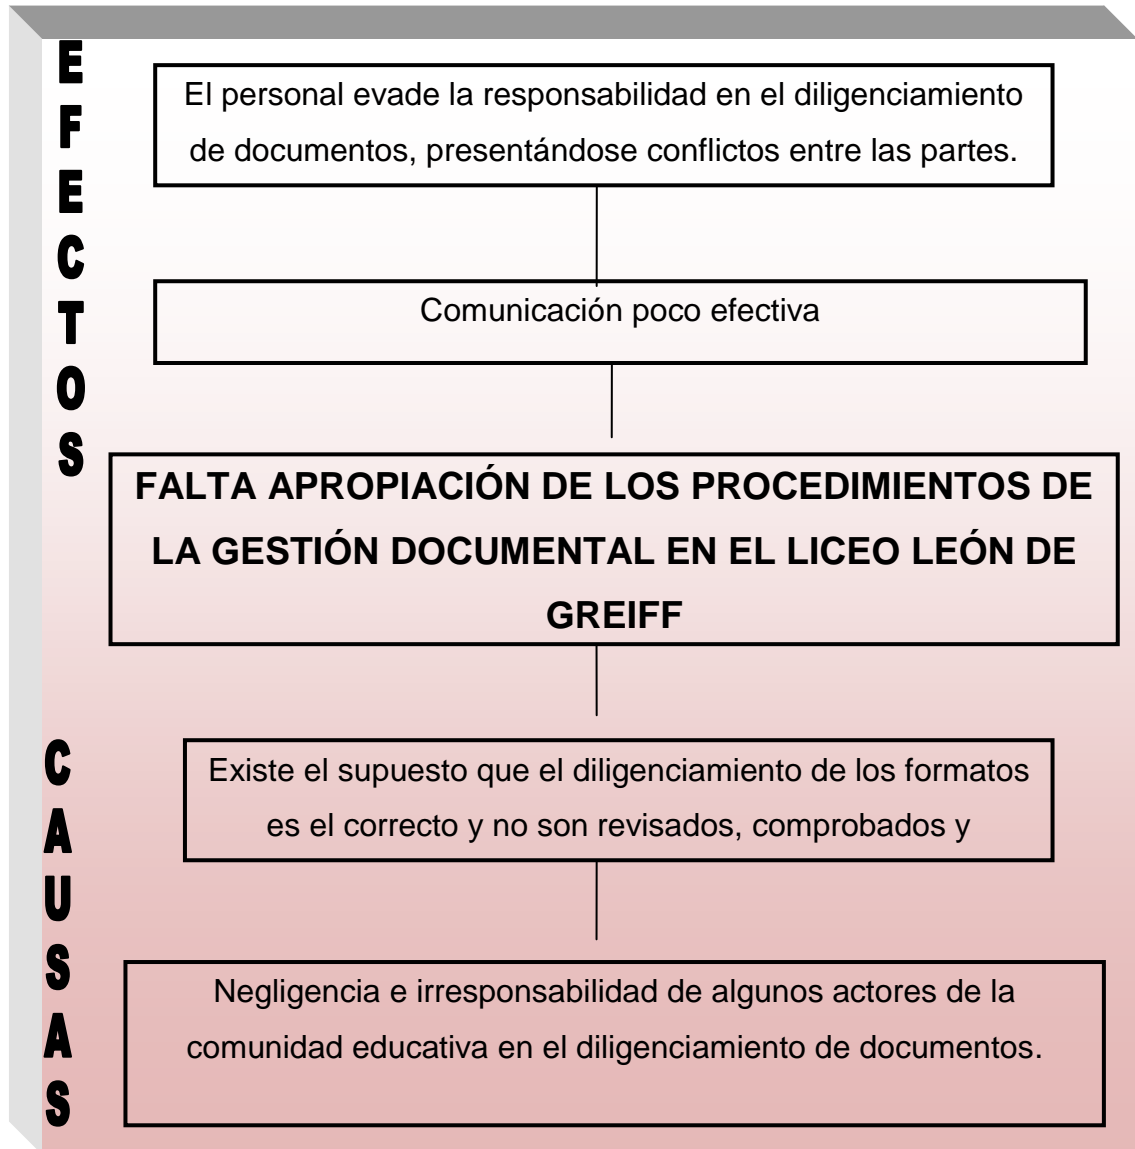 EFECTOS
El personal evade la responsabilidad en el diligenciamiento
de documentos, presentándose conflictos entre las partes.
Comunicación poco efectiva
FALTA APROPIACIÓN DE LOS PROCEDIMIENTOS DE
LA GESTIÓN DOCUMENTAL EN EL LICEO LEÓN DE
GREIFF
CAUSAS
Existe el supuesto que el diligenciamiento de los formatos
es el correcto y no son revisados, comprobados y
Negligencia e irresponsabilidad de algunos actores de la
comunidad educativa en el diligenciamiento de documentos.